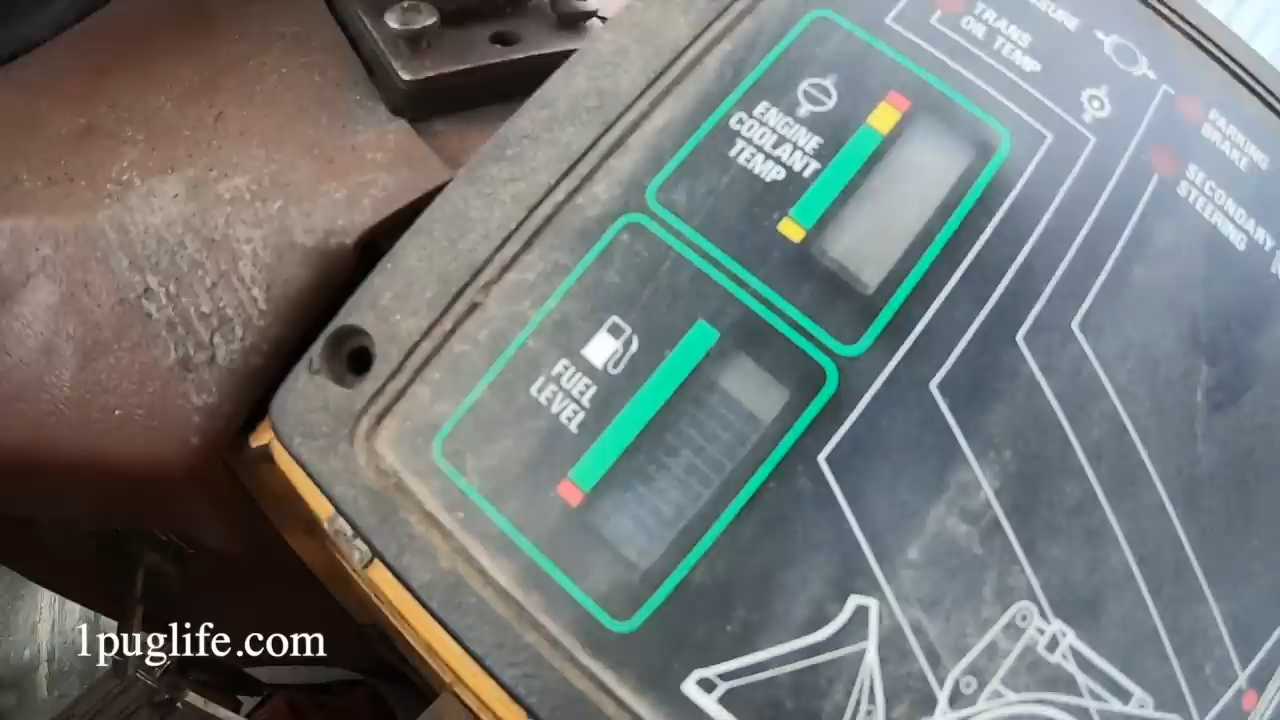 TRANS
OIL TEMP
PARKING
BRAKE
SECONDARY
STEERING
ENGINE
COOLANT
TEMP
FUEL
LEVEL
1puglife.com